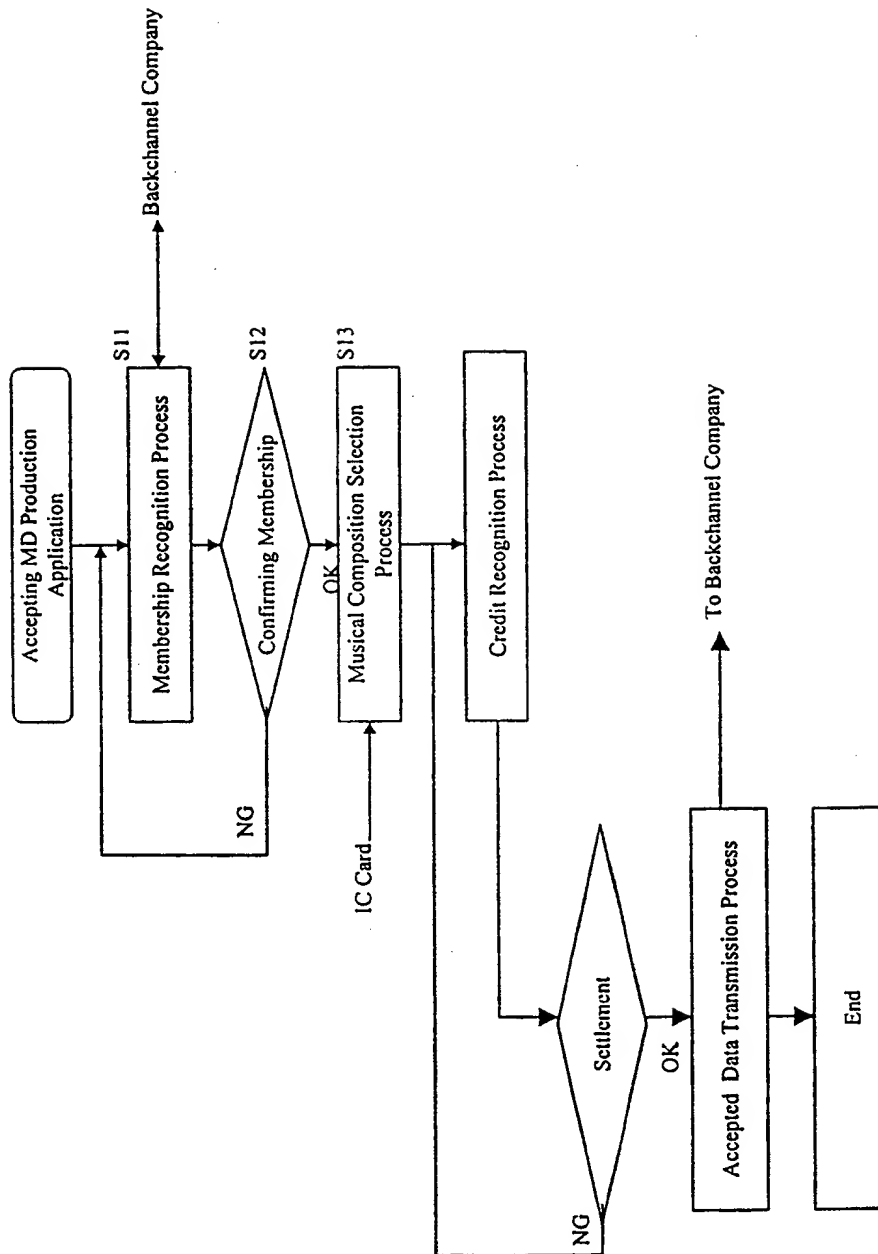 Accepting MD Production
Application
S11
Membership Recognition Process
Backchannel Company
S12
Confirming Membership
NG
OK
S13
Musical Composition Selection
Process
IC Card
Credit Recognition Process
Settlement
NG
OK
Accepted Data Transmission Process
To Backchannel Company
End